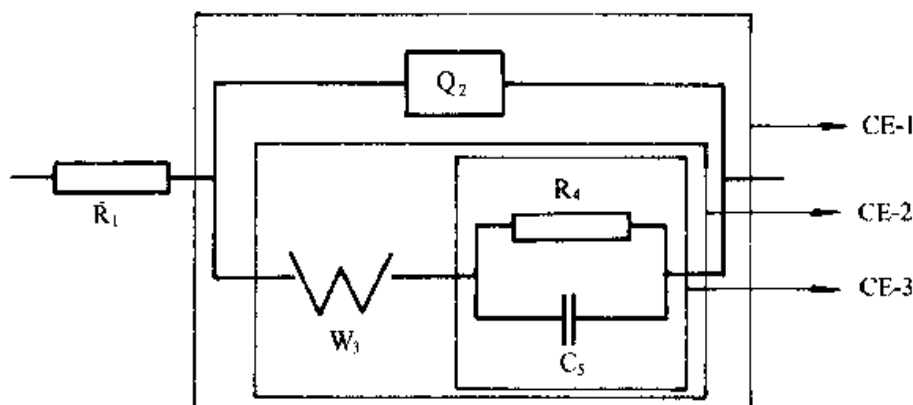 Q₂
CE-1
R₁
R₄
CE-2
CE-3
W₃
C₅